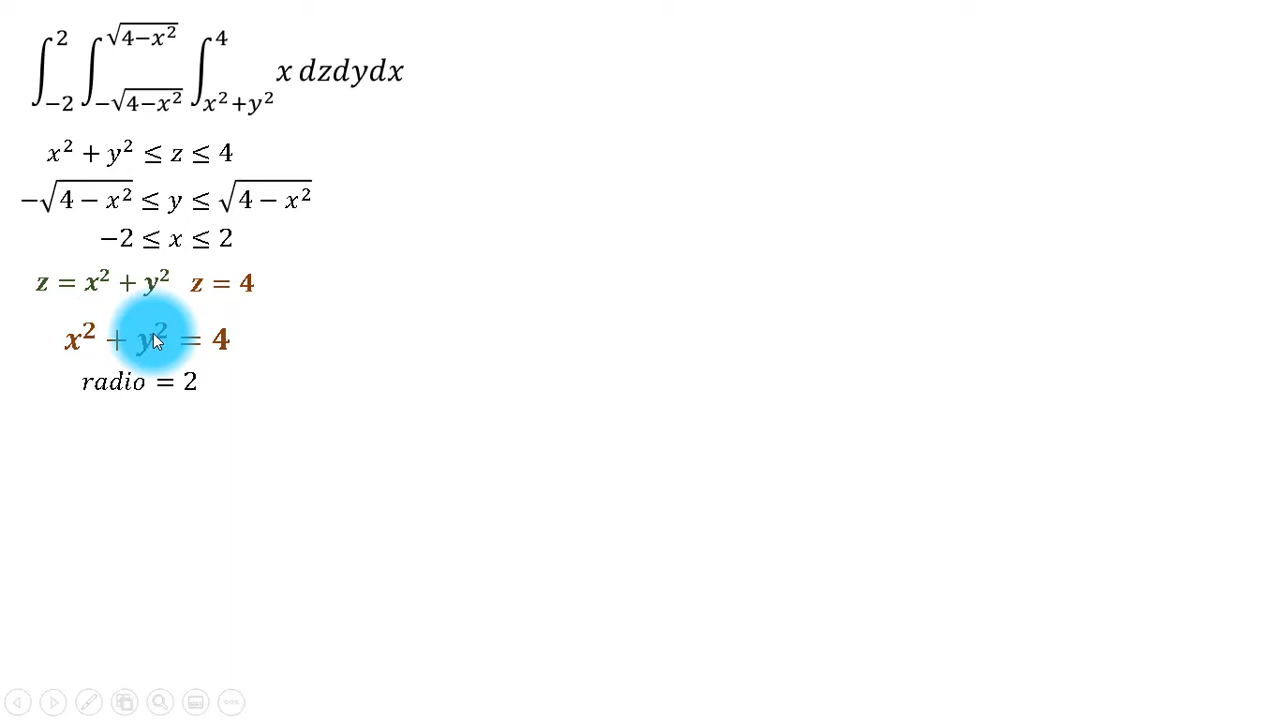 ∫_{−2}^{2} ∫_{−√(4−x²)}^{√(4−x²)} ∫_{x²+y²}^{4} x dzdydx
x² + y² ≤ z ≤ 4
−√(4 − x²) ≤ y ≤ √(4 − x²)
−2 ≤ x ≤ 2
z = x² + y² z = 4
x² + y² = 4
radio = 2